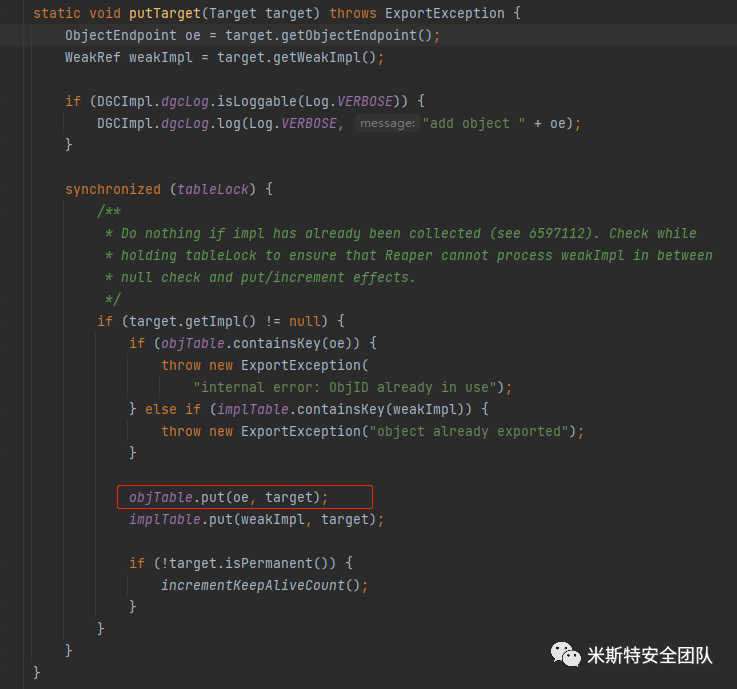 static void putTarget(Target target) throws ExportException {
    ObjectEndpoint oe = target.getObjectEndpoint();
    WeakRef weakImpl = target.getWeakImpl();

    if (DGCImpl.dgcLog.isLoggable(Log.VERBOSE)) {
        DGCImpl.dgcLog.log(Log.VERBOSE, message: "add object " + oe);
    }

    synchronized (tableLock) {
        /**
         * Do nothing if impl has already been collected (see 6597112). Check while
         * holding tableLock to ensure that Reaper cannot process weakImpl in between
         * null check and put/increment effects.
         */
        if (target.getImpl() != null) {
            if (objTable.containsKey(oe)) {
                throw new ExportException(
                    "internal error: ObjID already in use");
            } else if (implTable.containsKey(weakImpl)) {
                throw new ExportException("object already exported");
            }

            objTable.put(oe, target);
            implTable.put(weakImpl, target);

            if (!target.isPermanent()) {
                incrementKeepAliveCount();
            }
        }
    }
}
米斯特安全团队